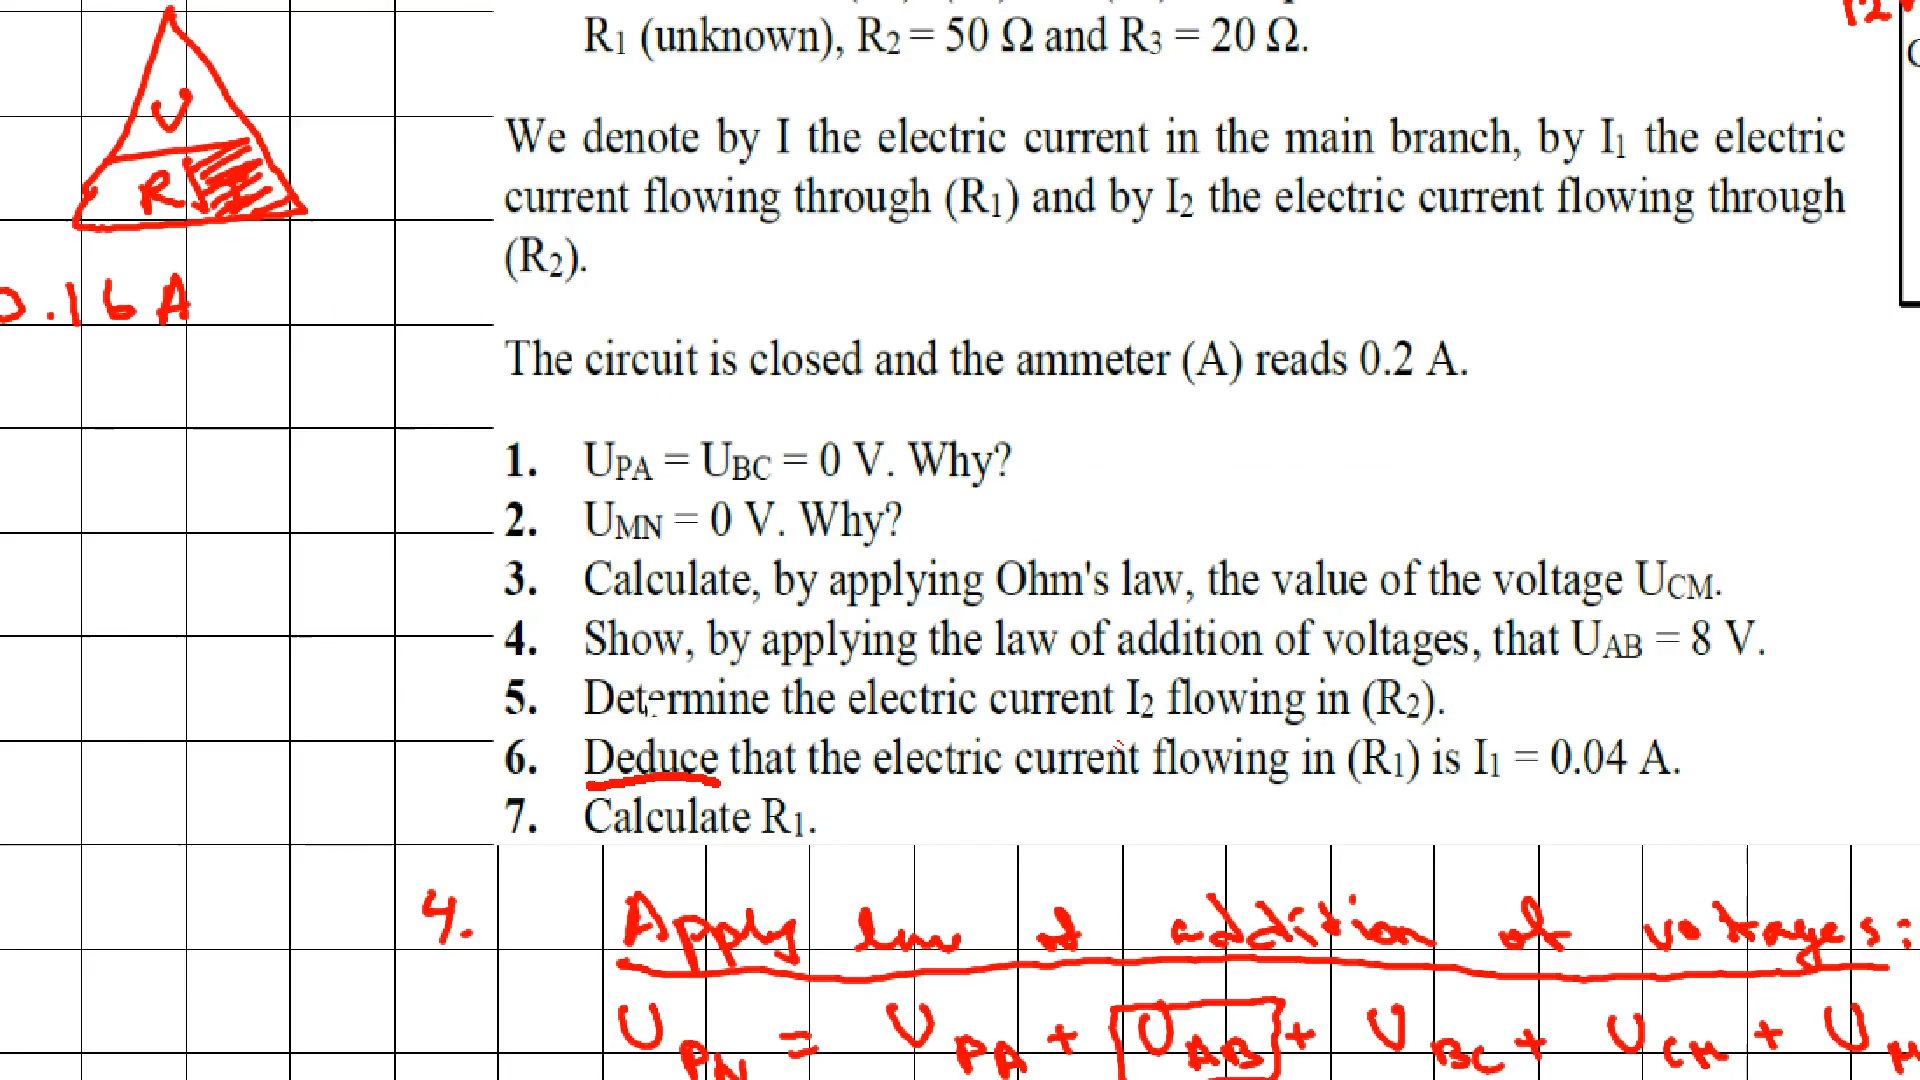 R1 (unknown), R2 = 50 Ω and R3 = 20 Ω.
12
U
R I
We denote by I the electric current in the main branch, by I1 the electric
current flowing through (R1) and by I2 the electric current flowing through
(R2).
0.16 A
The circuit is closed and the ammeter (A) reads 0.2 A.
1. UPA = UBC = 0 V. Why?
2. UMN = 0 V. Why?
3. Calculate, by applying Ohm's law, the value of the voltage UCM.
4. Show, by applying the law of addition of voltages, that UAB = 8 V.
5. Determine the electric current I2 flowing in (R2).
6. Deduce that the electric current flowing in (R1) is I1 = 0.04 A.
7. Calculate R1.
4. Apply law of addition of voltages:
UPN = UPA + UAB + UBC + UCM + U